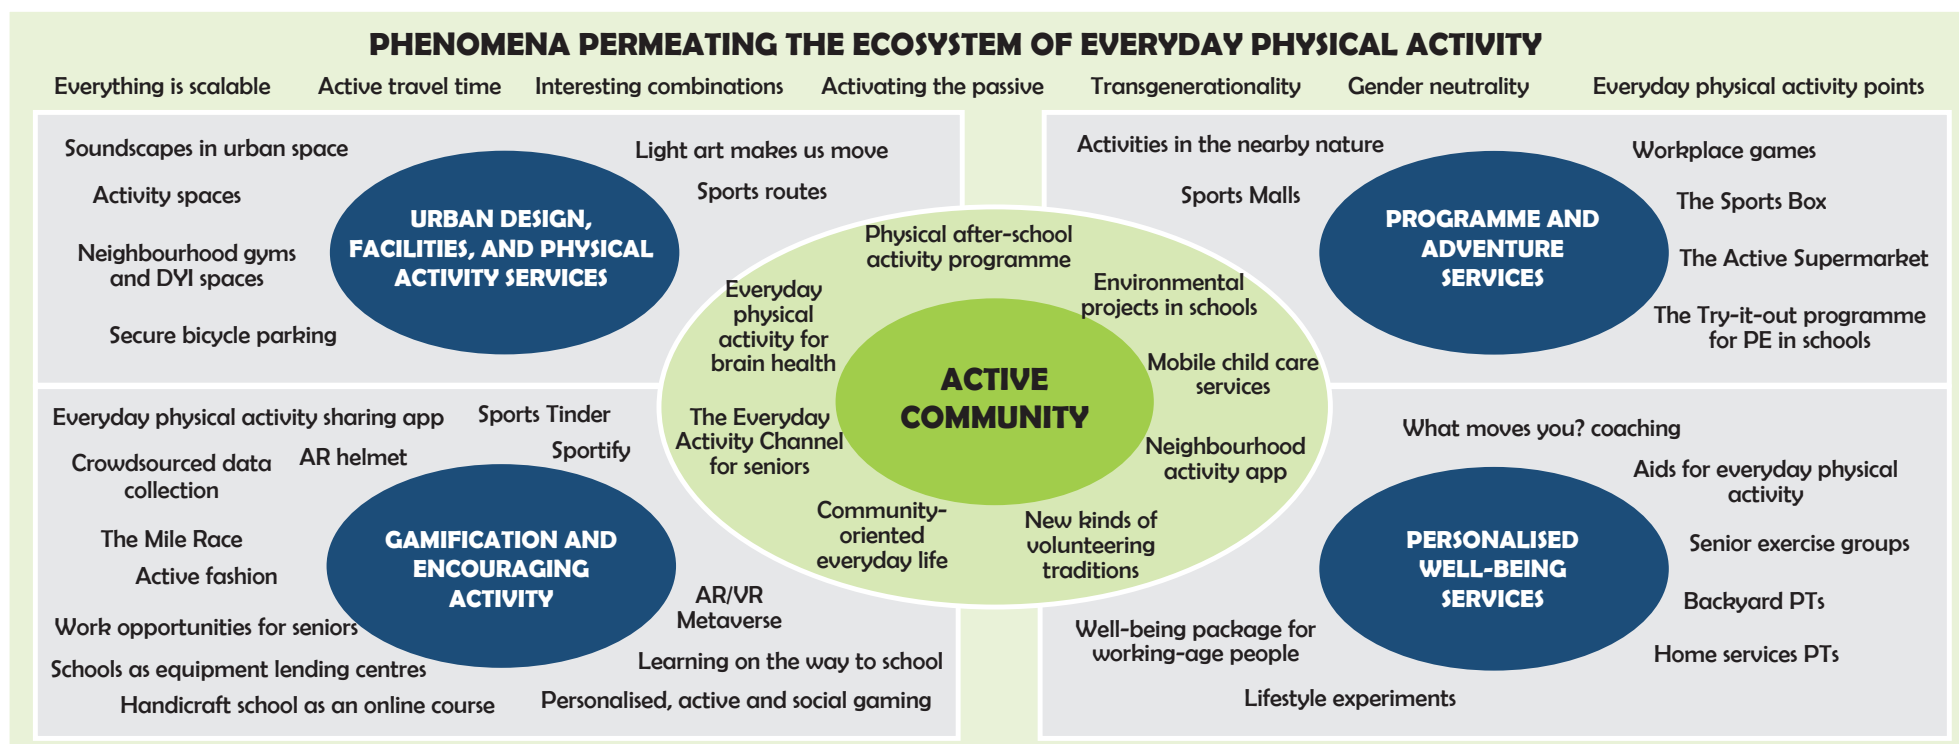 PHENOMENA PERMEATING THE ECOSYSTEM OF EVERYDAY PHYSICAL ACTIVITY
Everything is scalable
Active travel time
Interesting combinations
Activating the passive
Transgenerationality
Gender neutrality
Everyday physical activity points
Soundscapes in urban space
Light art makes us move
Activity spaces
Sports routes
URBAN DESIGN,
FACILITIES, AND PHYSICAL
ACTIVITY SERVICES
Neighbourhood gyms
and DYI spaces
Secure bicycle parking
Activities in the nearby nature
Workplace games
Sports Malls
The Sports Box
PROGRAMME AND
ADVENTURE
SERVICES
The Active Supermarket
The Try-it-out programme
for PE in schools
Physical after-school
activity programme
Everyday
physical
activity for
brain health
Environmental
projects in schools
Mobile child care
services
ACTIVE
COMMUNITY
The Everyday
Activity Channel
for seniors
Neighbourhood
activity app
Community-
oriented
everyday life
New kinds of
volunteering
traditions
Everyday physical activity sharing app
Sports Tinder
Sportify
AR helmet
Crowdsourced data
collection
The Mile Race
Active fashion
GAMIFICATION AND
ENCOURAGING
ACTIVITY
Work opportunities for seniors
AR/VR
Metaverse
Schools as equipment lending centres
Learning on the way to school
Handicraft school as an online course
Personalised, active and social gaming
What moves you? coaching
Aids for everyday physical
activity
PERSONALISED
WELL-BEING
SERVICES
Senior exercise groups
Backyard PTs
Well-being package for
working-age people
Home services PTs
Lifestyle experiments